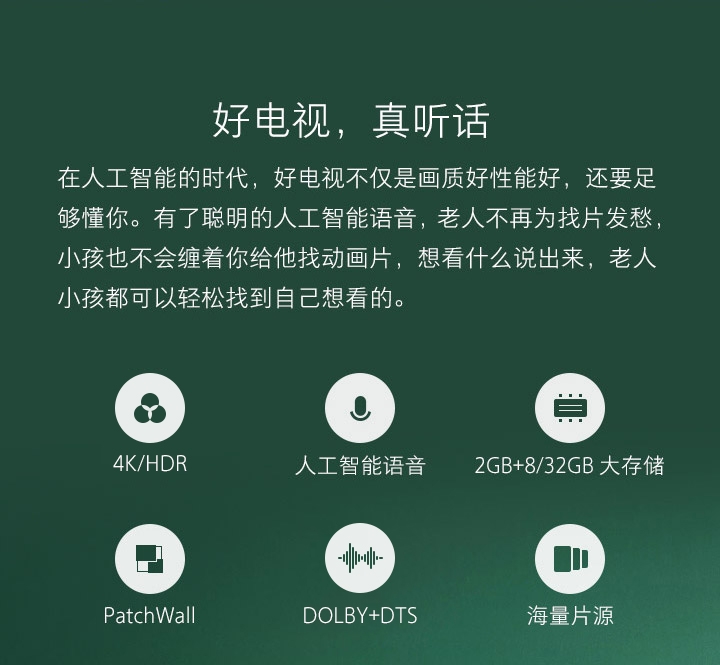 好电视，真听话
在人工智能的时代，好电视不仅是画质好性能好，还要足
够懂你。有了聪明的人工智能语音，老人不再为找片发愁，
小孩也不会缠着你给他找动画片，想看什么说出来，老人
小孩都可以轻松找到自己想看的。
4K/HDR
人工智能语音
2GB+8/32GB 大存储
PatchWall
DOLBY+DTS
海量片源